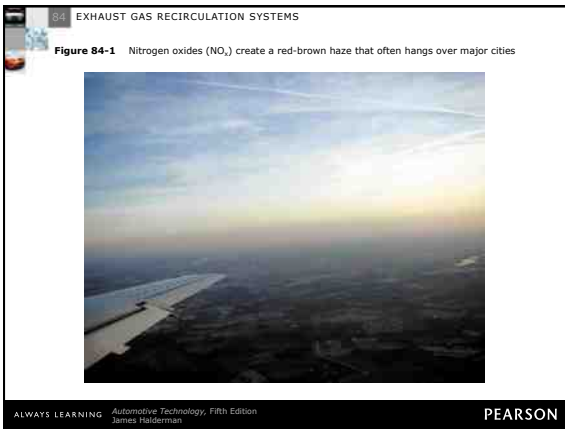 84 EXHAUST GAS RECIRCULATION SYSTEMS
Figure 84-1 Nitrogen oxides (NOₓ) create a red-brown haze that often hangs over major cities
ALWAYS LEARNING Automotive Technology, Fifth Edition
James Halderman
PEARSON